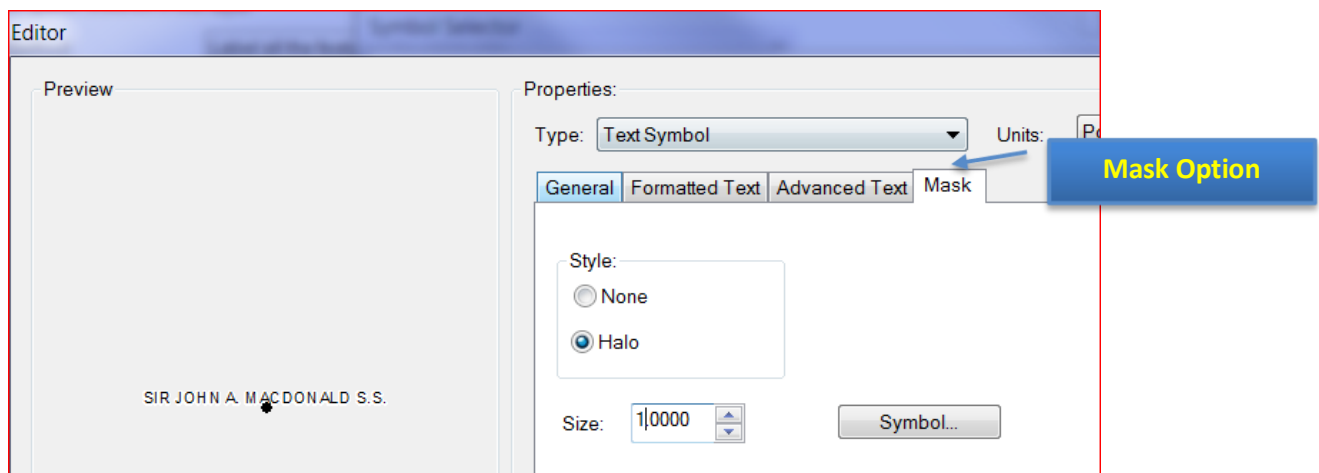 Editor
Preview
Properties:
Type: Text Symbol
Units:
Mask Option
General Formatted Text Advanced Text Mask
Style:
None
Halo
SIR JOHN A. MACDONALD S.S.
Size: 1.0000
Symbol...